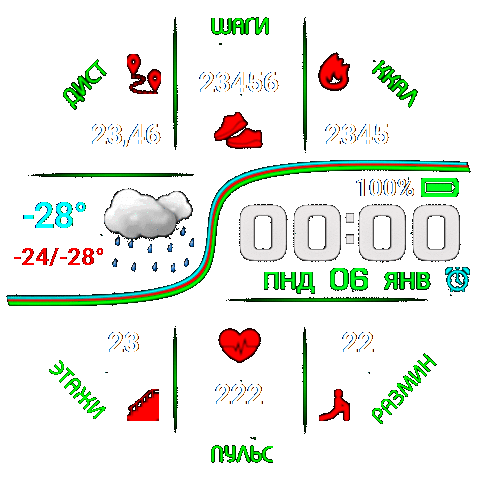 ШАГИ
ДИСТ
ККАЛ
23456
23,46
2345
100%
-28°
00:00
-24/-28°
ПНД 06 ЯНВ
23
22
ЭТАЖИ
222
РАЗМИН
ПУЛЬС